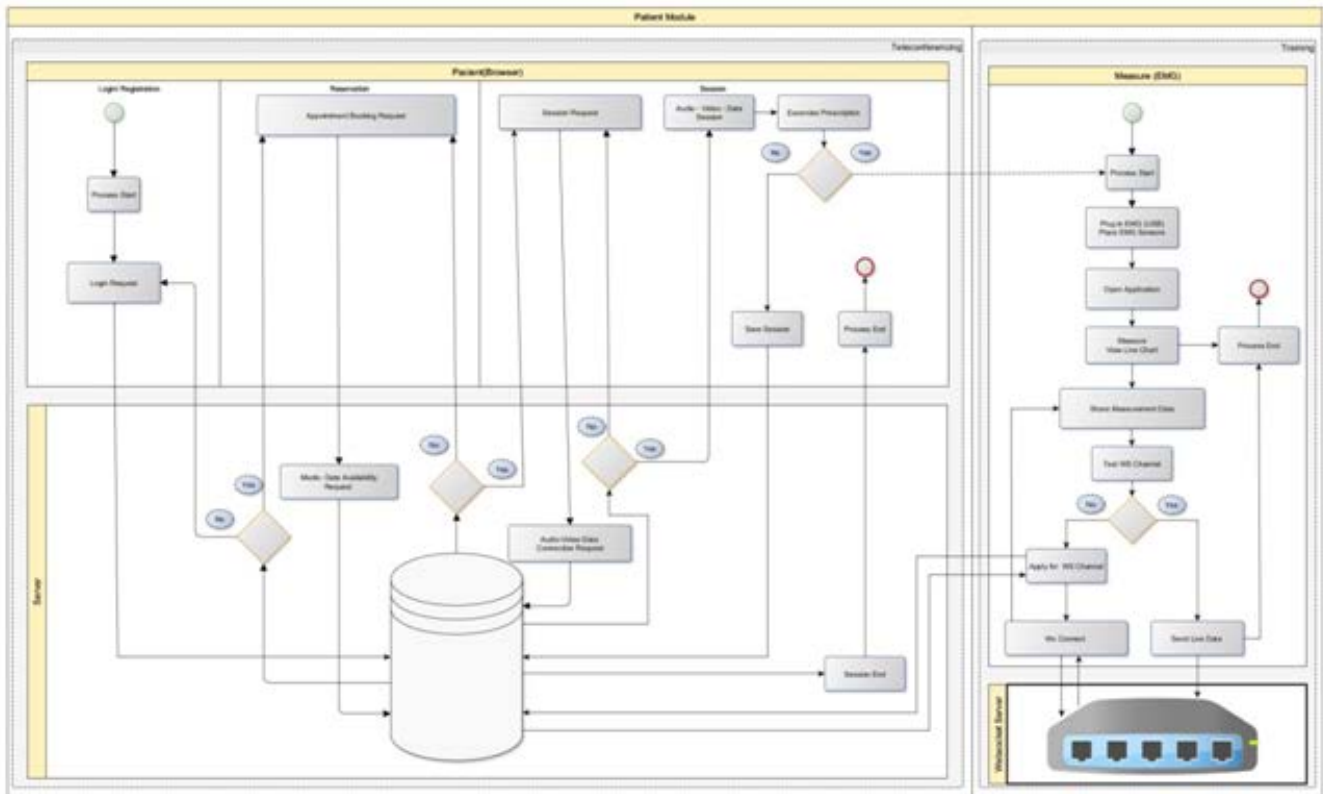 Patient Module
Teleconferencing
Training
Pacient(Browser)
Measure (EMG)
Login Registration
Reservation
Session
Appointment Booking Request
Session Request
Audio - Video - Data
Session
Excercise Prescription
No
Yes
Process Start
Process Start
Plug in EMG (USB)
Place EMG Sensors
Login Request
Open Application
Save Session
Process End
Measure
View Line Chart
Process End
Share Measurement Data
Server
No
Yes
No
Yes
Test WS Channel
Medic- Date Availability
Request
Yes
No
No
Yes
Audio-Video-Data
Connection Request
Apply for WS Channel
Ws Connect
Send Live Data
Session End
Websocket Server